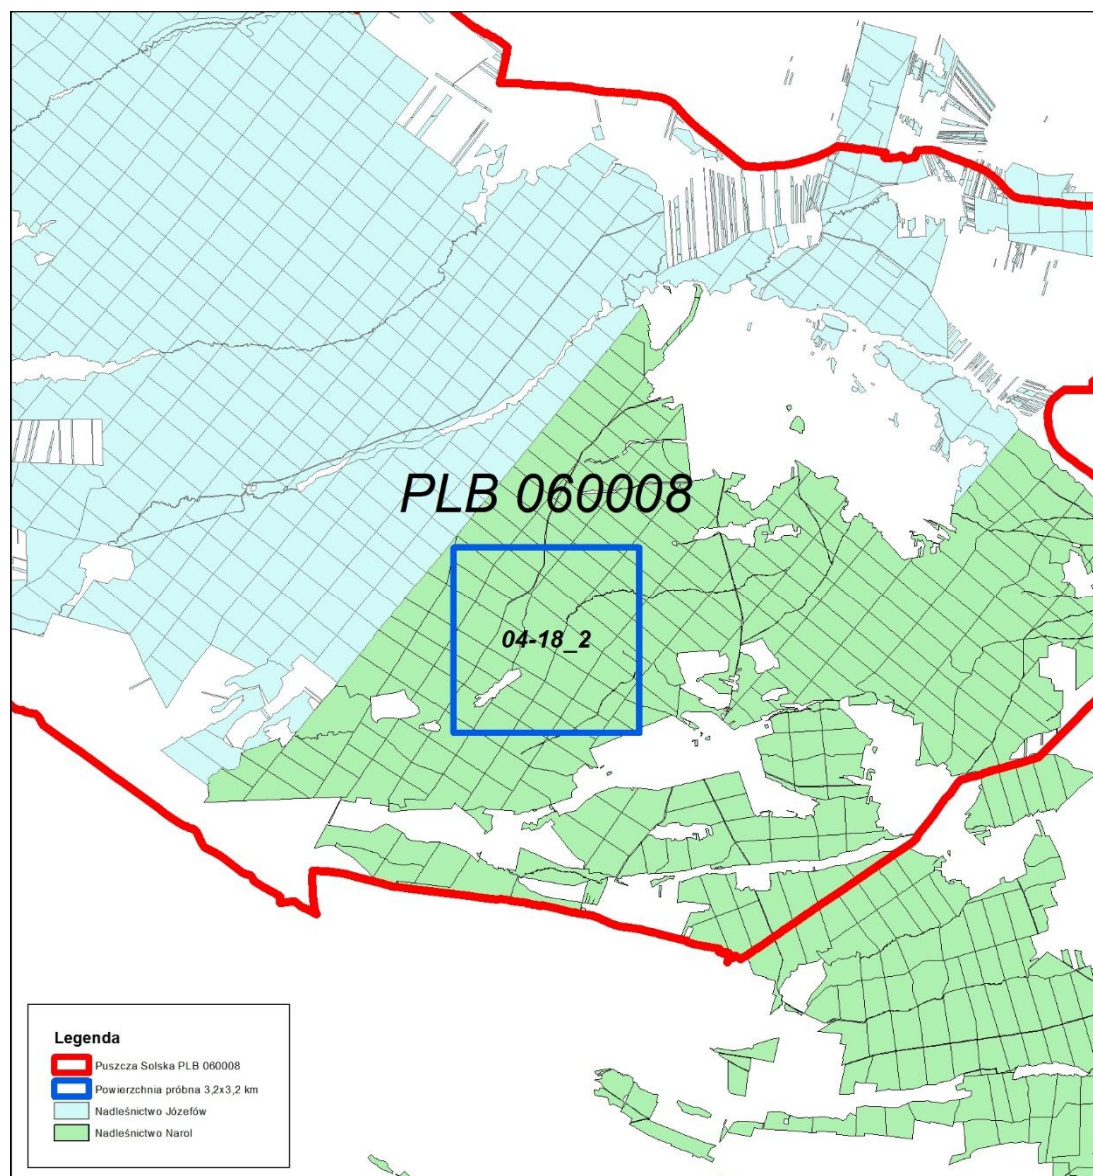 PLB 060008
04-18_2
Legenda
Puszcza Solska PLB 060008
Powierzchnia próbna 3,2x3,2 km
Nadleśnictwo Józefów
Nadleśnictwo Narol